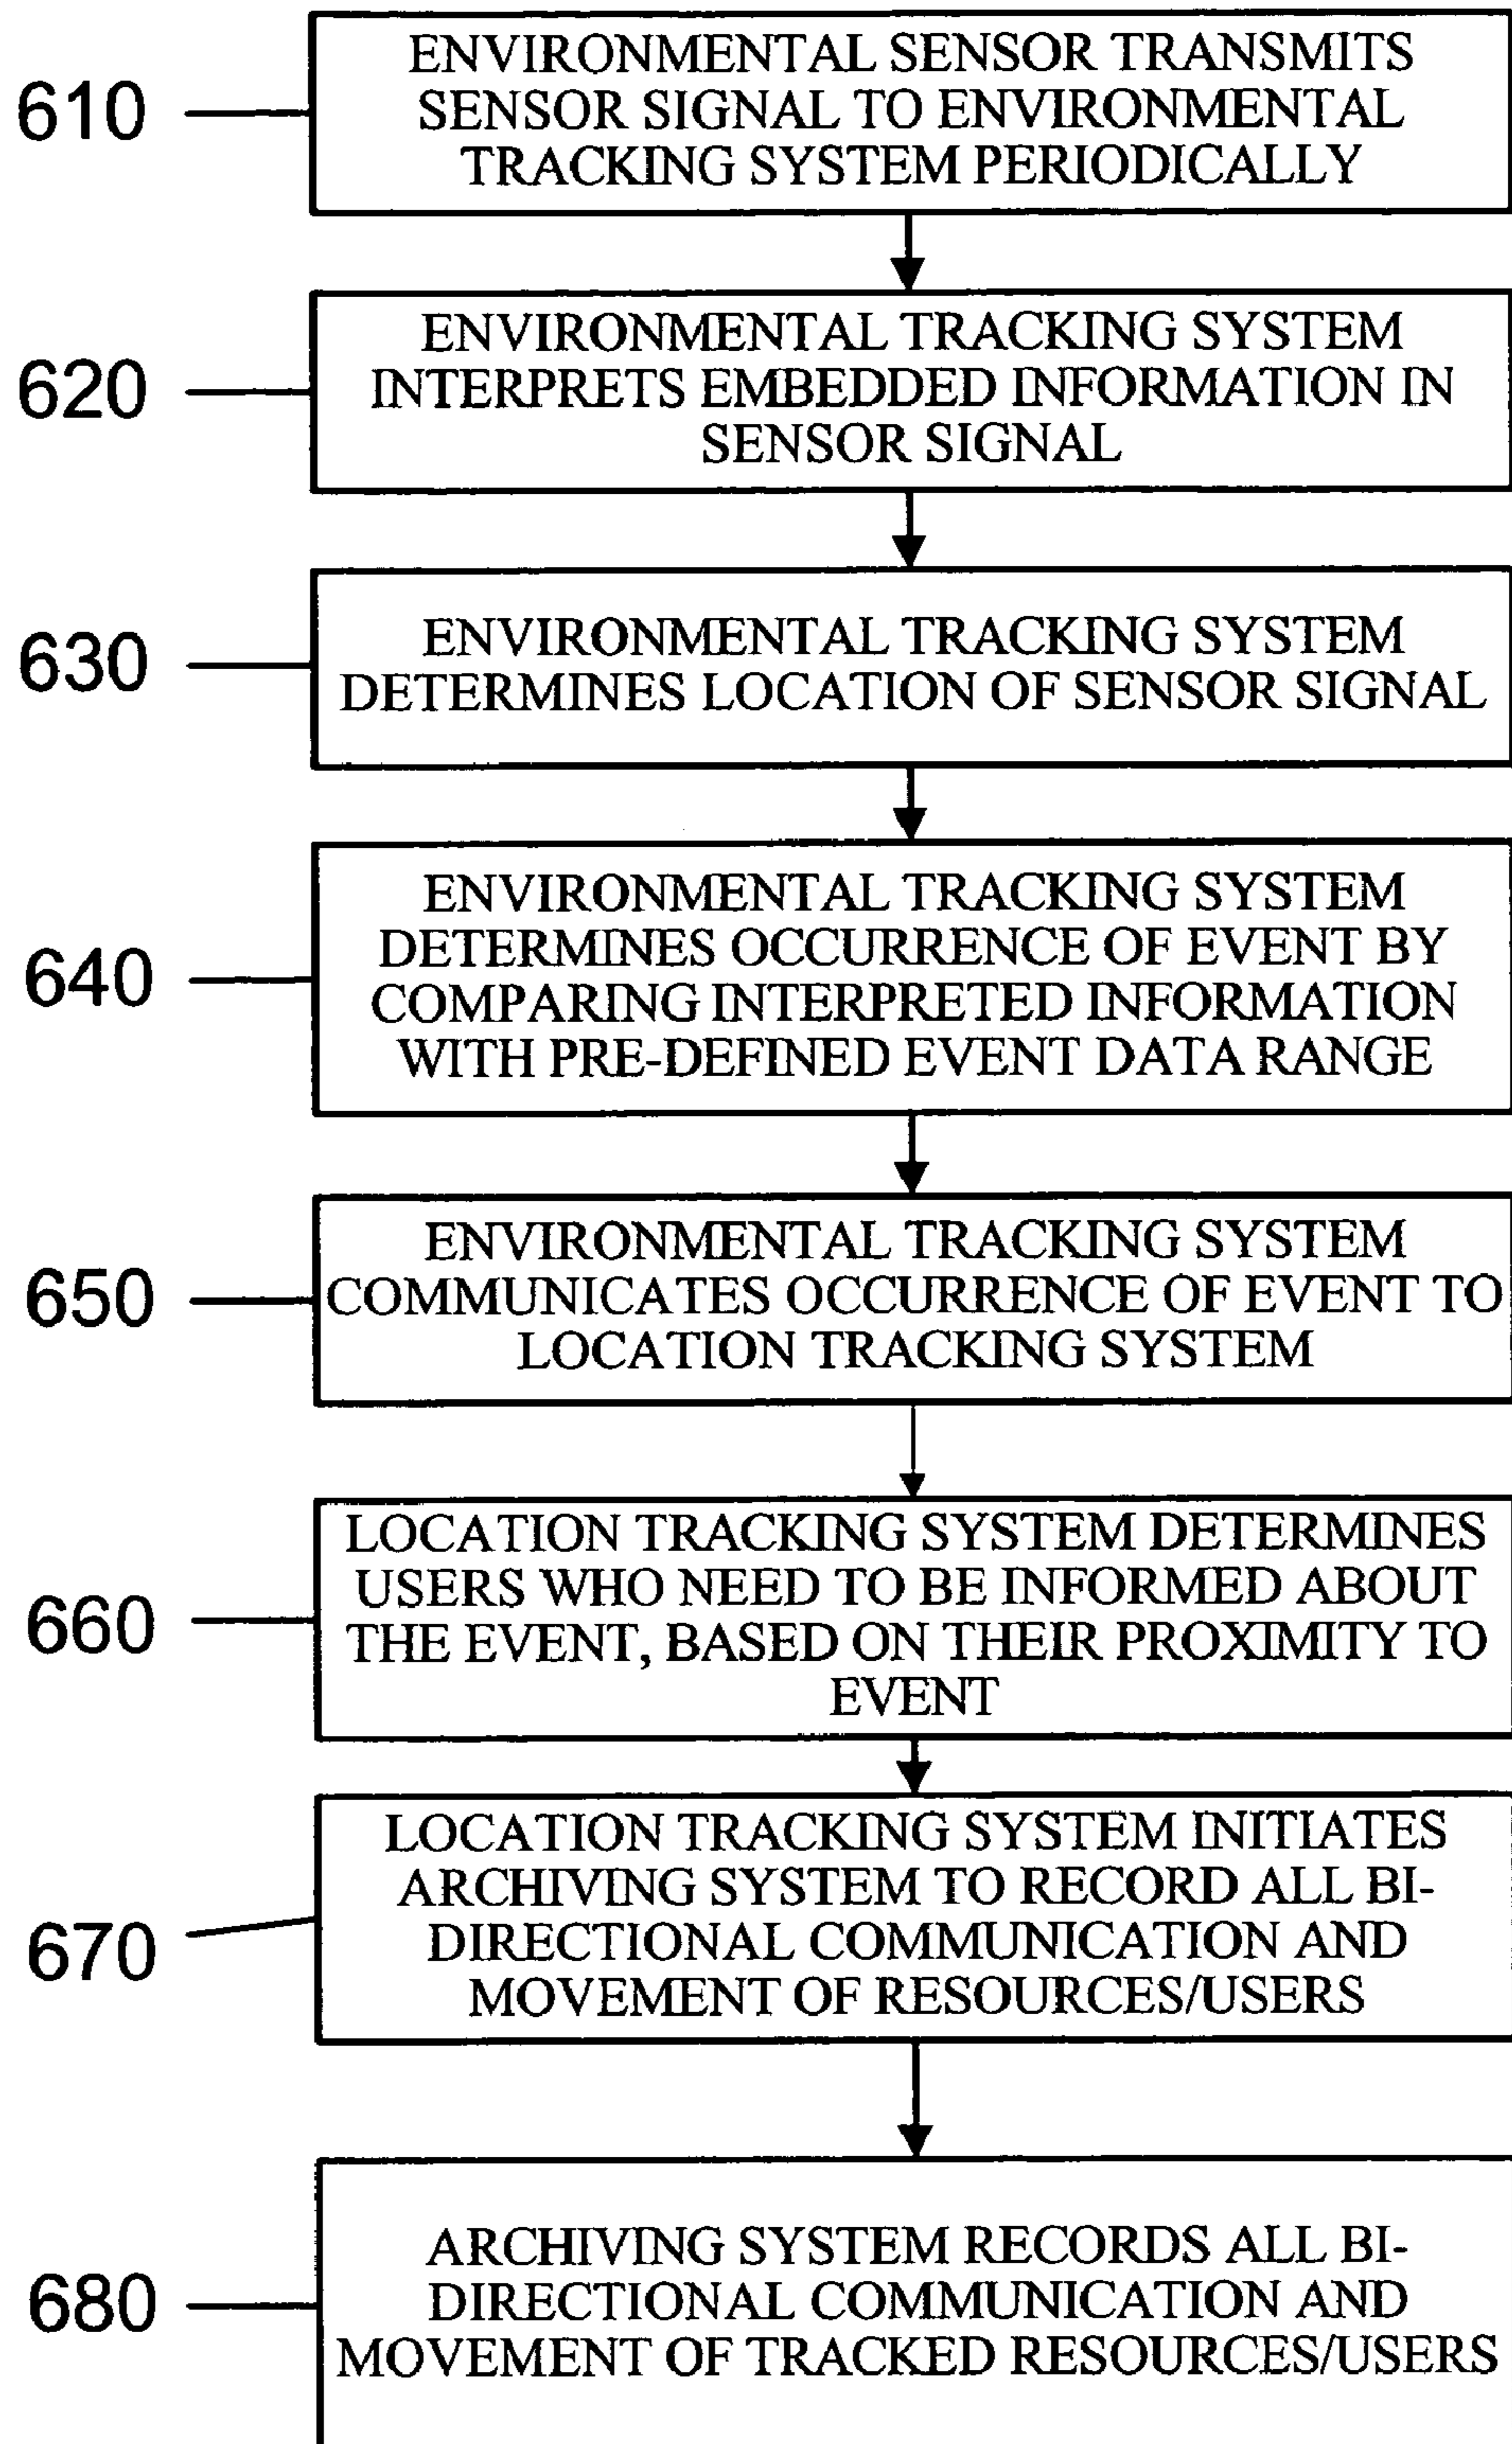 610
ENVIRONMENTAL SENSOR TRANSMITS
SENSOR SIGNAL TO ENVIRONMENTAL
TRACKING SYSTEM PERIODICALLY
620
ENVIRONMENTAL TRACKING SYSTEM
INTERPRETS EMBEDDED INFORMATION IN
SENSOR SIGNAL
630
ENVIRONMENTAL TRACKING SYSTEM
DETERMINES LOCATION OF SENSOR SIGNAL
640
ENVIRONMENTAL TRACKING SYSTEM
DETERMINES OCCURRENCE OF EVENT BY
COMPARING INTERPRETED INFORMATION
WITH PRE-DEFINED EVENT DATA RANGE
650
ENVIRONMENTAL TRACKING SYSTEM
COMMUNICATES OCCURRENCE OF EVENT TO
LOCATION TRACKING SYSTEM
660
LOCATION TRACKING SYSTEM DETERMINES
USERS WHO NEED TO BE INFORMED ABOUT
THE EVENT, BASED ON THEIR PROXIMITY TO
EVENT
670
LOCATION TRACKING SYSTEM INITIATES
ARCHIVING SYSTEM TO RECORD ALL BI-
DIRECTIONAL COMMUNICATION AND
MOVEMENT OF RESOURCES/USERS
680
ARCHIVING SYSTEM RECORDS ALL BI-
DIRECTIONAL COMMUNICATION AND
MOVEMENT OF TRACKED RESOURCES/USERS